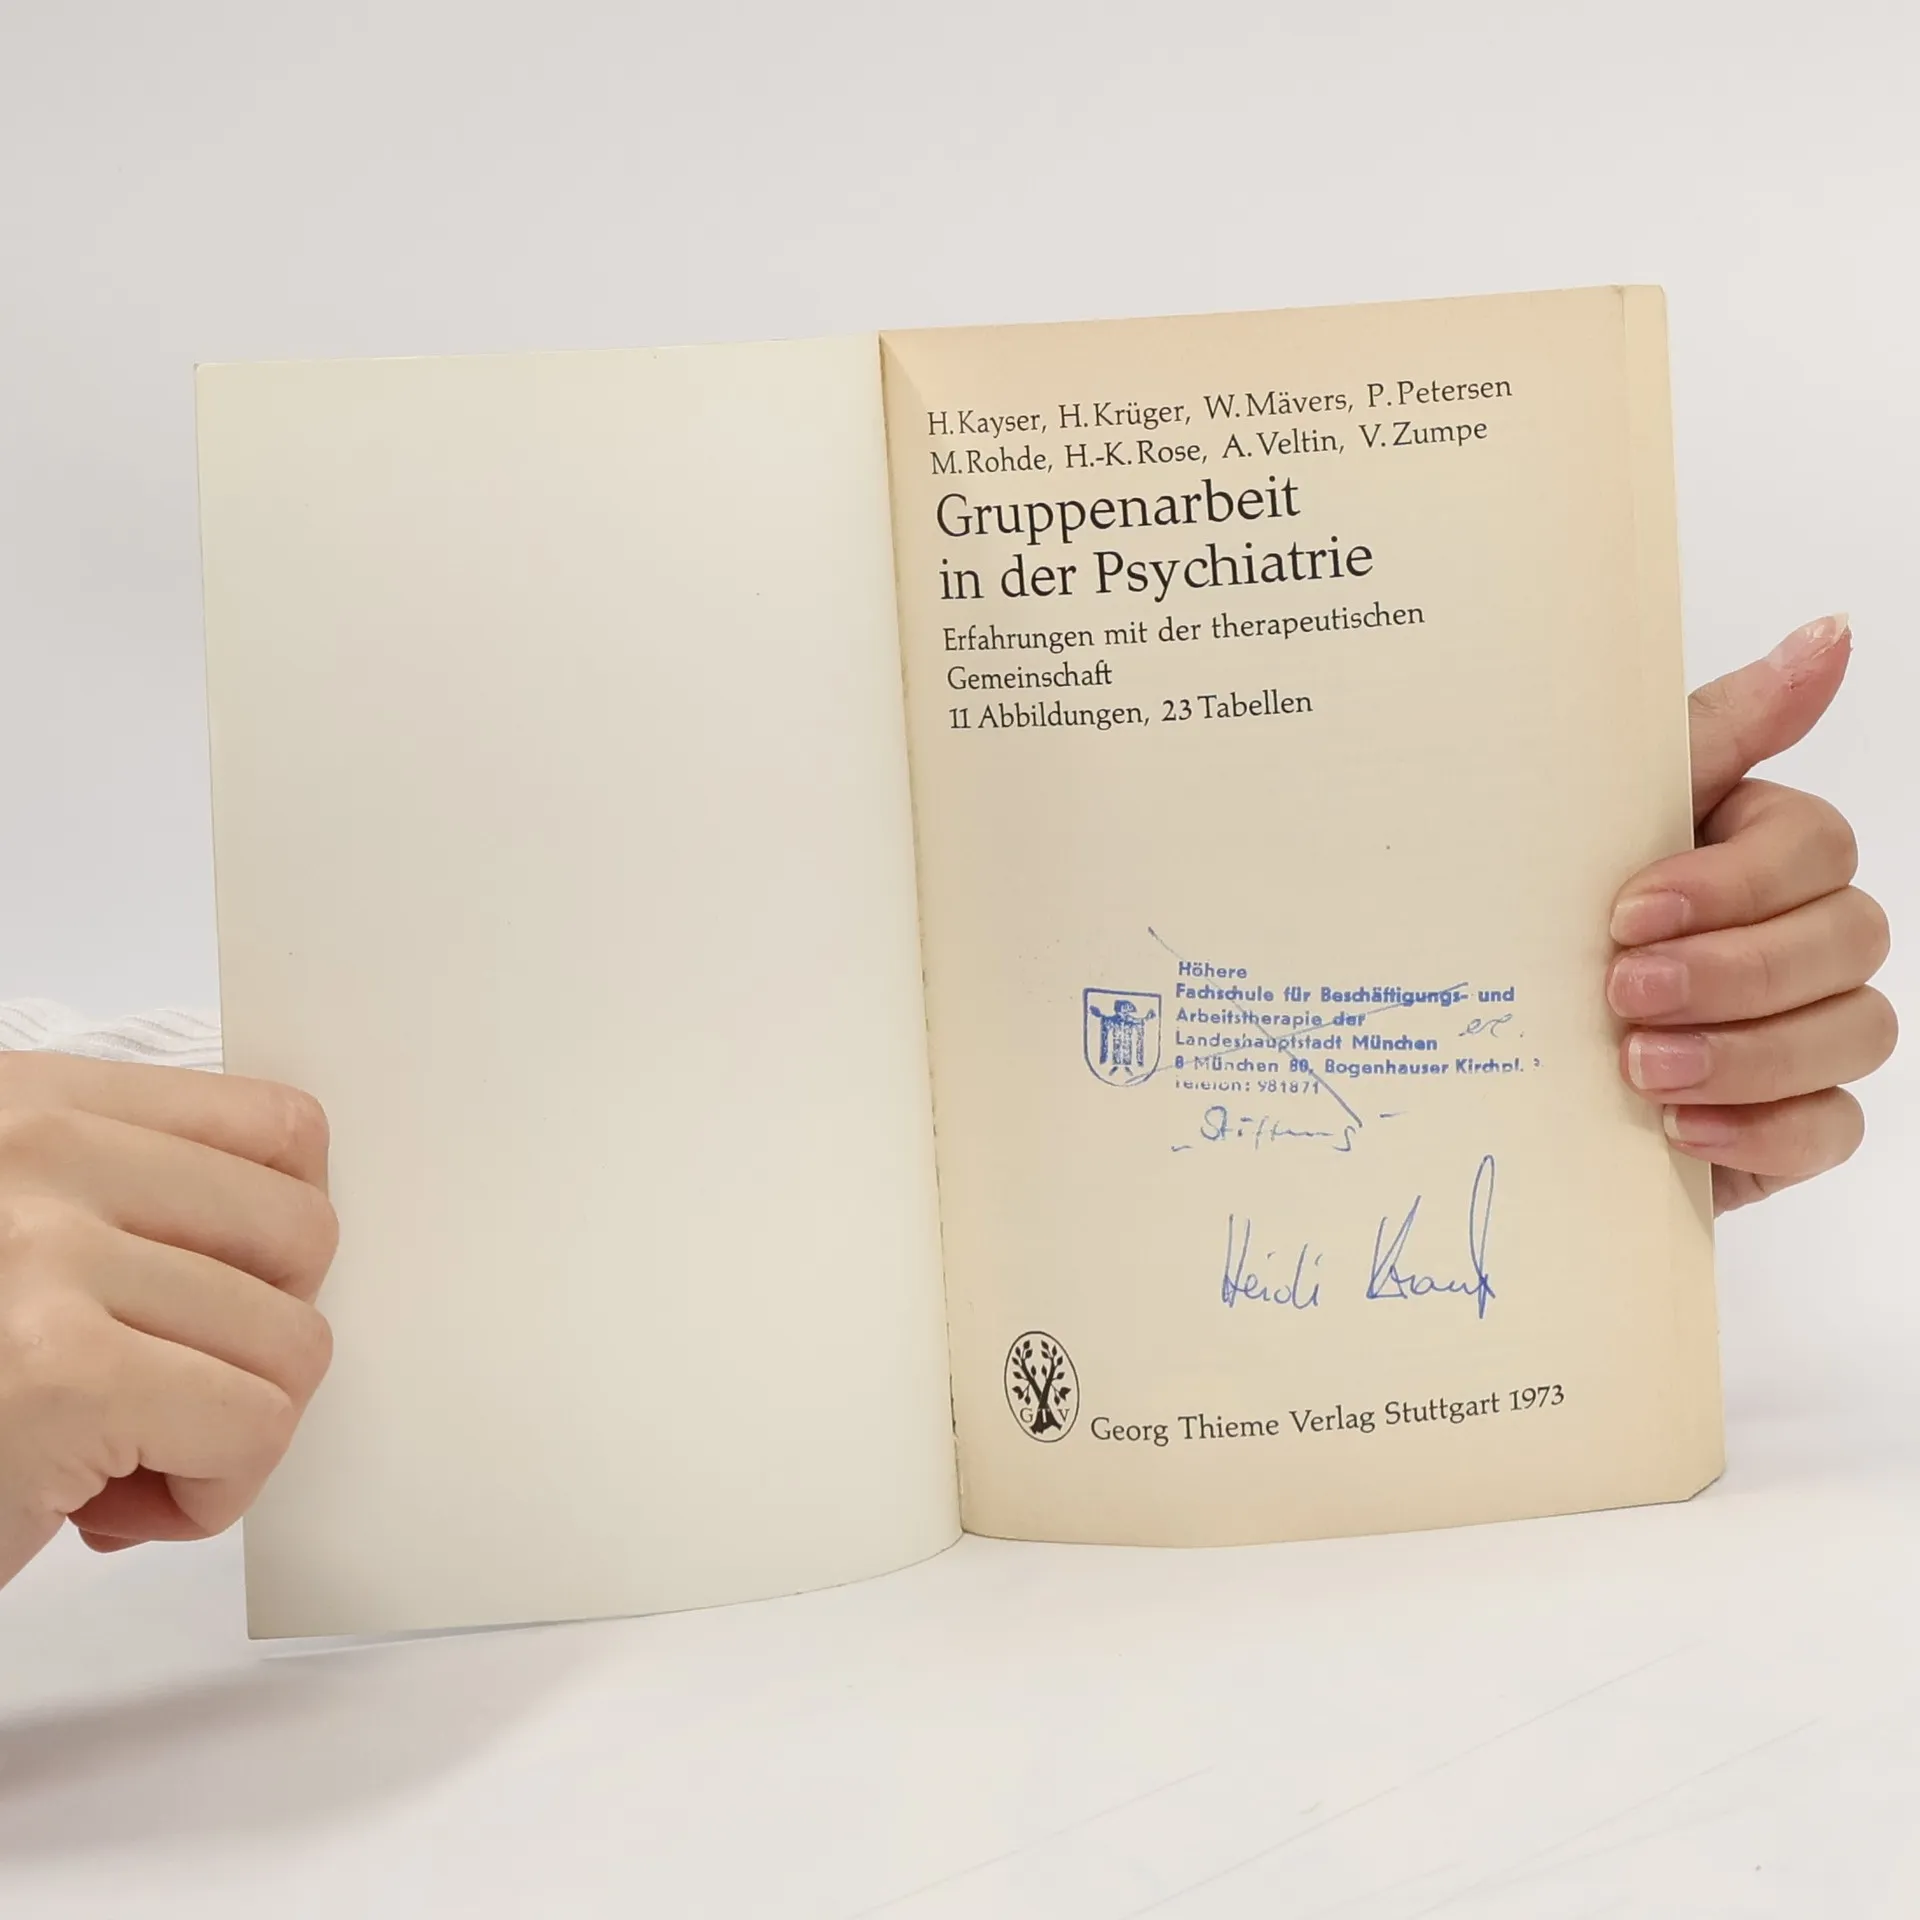 H. Kayser, H. Krüger, W. Mävers, P. Petersen
M. Rohde, H.-K. Rose, A. Veltin, V. Zumpe
Gruppenarbeit
in der Psychiatrie
Erfahrungen mit der therapeutischen
Gemeinschaft
11 Abbildungen, 23 Tabellen
Höhere
Fachschule für Beschäftigungs- und
Arbeitstherapie der
Landeshauptstadt München
8 München 80, Bogenhauser Kirchpl.
Telefon: 981871
- Stiftung -
Heidi
GTV
Georg Thieme Verlag Stuttgart 1973